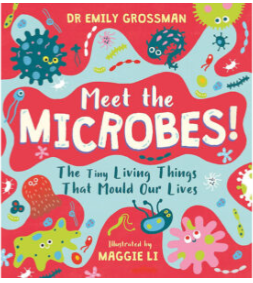 DR EMILY GROSSMAN
Meet the
MICROBES!
The Tiny Living Things
That Mould Our Lives
Illustrated by
MAGGIE LI